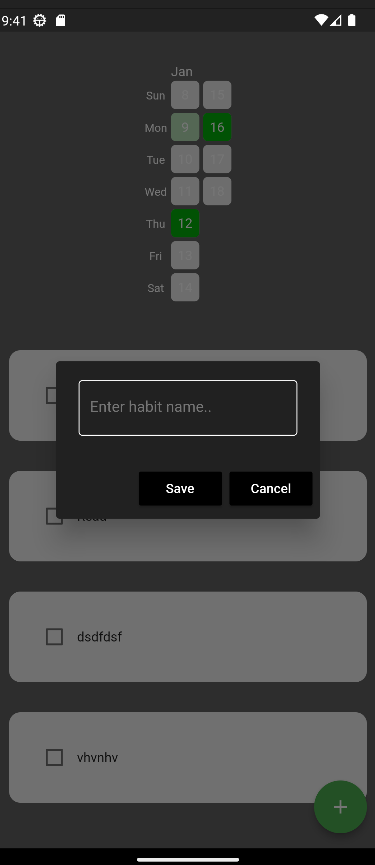 9:41
Jan
Sun 8 15
Mon 9 16
Tue 10 17
Wed 11 18
Thu 12
Fri 13
Sat 14
Enter habit name..
Save Cancel
dsdfdsf
vhvnhv
+